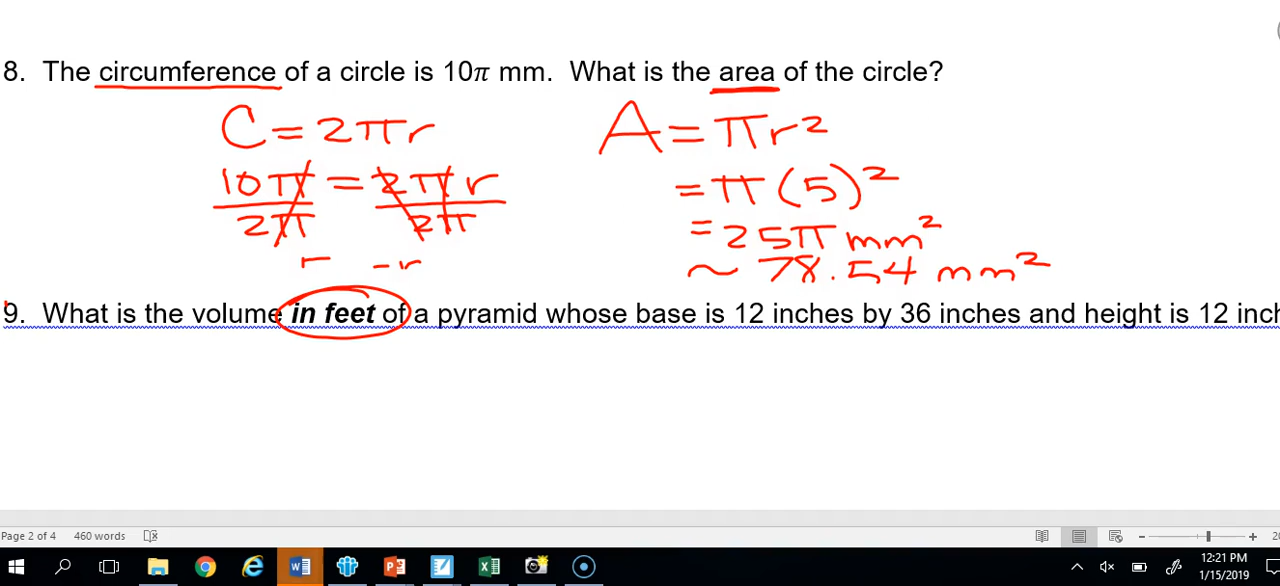 8. The circumference of a circle is 10π mm. What is the area of the circle?
C = 2πr
10π = 2πr
2π 2π
A = πr²
= π(5)²
= 25π mm²
~ 78.54 mm²
9. What is the volume in feet of a pyramid whose base is 12 inches by 36 inches and height is 12 inch
Page 2 of 4 460 words
12:21 PM
1/15/2019